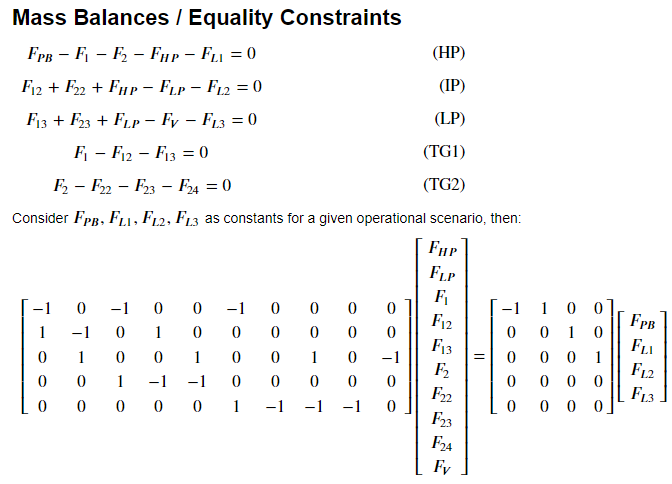 Mass Balances / Equality Constraints
F_PB − F_1 − F_2 − F_HP − F_L1 = 0 (HP)
F_12 + F_22 + F_HP − F_LP − F_L2 = 0 (IP)
F_13 + F_23 + F_LP − F_V − F_L3 = 0 (LP)
F_1 − F_12 − F_13 = 0 (TG1)
F_2 − F_22 − F_23 − F_24 = 0 (TG2)
Consider F_PB, F_L1, F_L2, F_L3 as constants for a given operational scenario, then:
−1 0 −1 0 0 −1 0 0 0 0
1 −1 0 1 0 0 0 0 0 0
0 1 0 0 1 0 0 1 0 −1
0 0 1 −1 −1 0 0 0 0 0
0 0 0 0 0 1 −1 −1 −1 0
F_HP
F_LP
F_1
F_12
F_13
F_2
F_22
F_23
F_24
F_V
=
−1 1 0 0
0 0 1 0
0 0 0 1
0 0 0 0
0 0 0 0
F_PB
F_L1
F_L2
F_L3